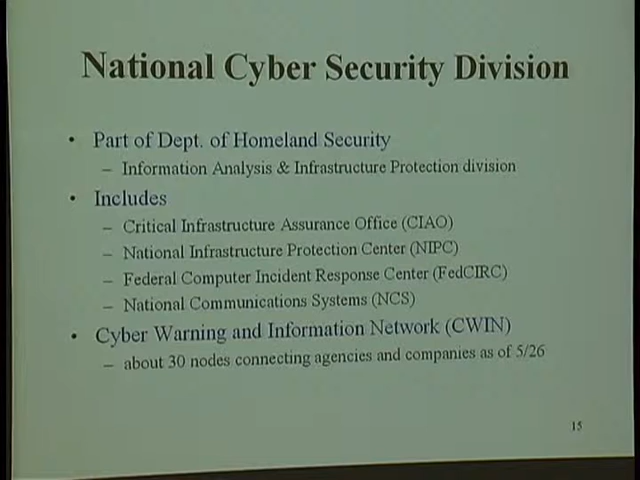 National Cyber Security Division
• Part of Dept. of Homeland Security
– Information Analysis & Infrastructure Protection division
• Includes
– Critical Infrastructure Assurance Office (CIAO)
– National Infrastructure Protection Center (NIPC)
– Federal Computer Incident Response Center (FedCIRC)
– National Communications Systems (NCS)
• Cyber Warning and Information Network (CWIN)
– about 30 nodes connecting agencies and companies as of 5/26
15